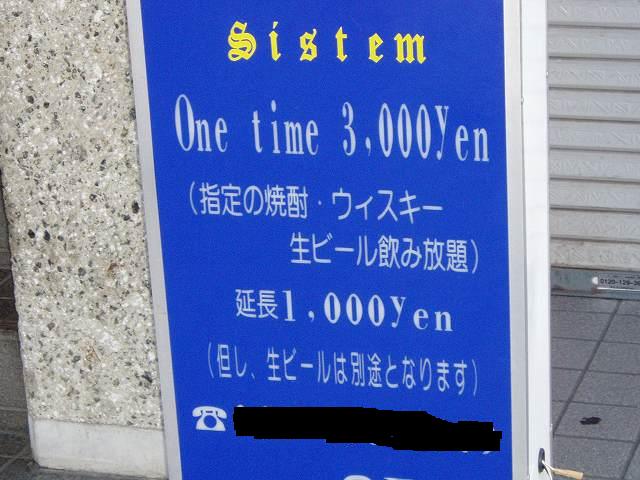 Sistem
One time 3,000Yen
（指定の焼酎・ウィスキー
生ビール飲み放題）
延長1,000Yen
（但し、生ビールは別途となります）
☎